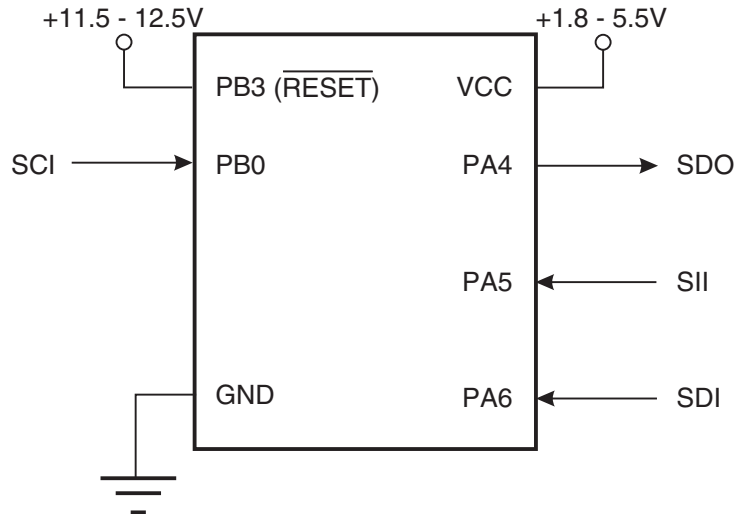 +11.5 - 12.5V
+1.8 - 5.5V
PB3 (RESET)
VCC
SCI
PB0
PA4
SDO
PA5
SII
GND
PA6
SDI